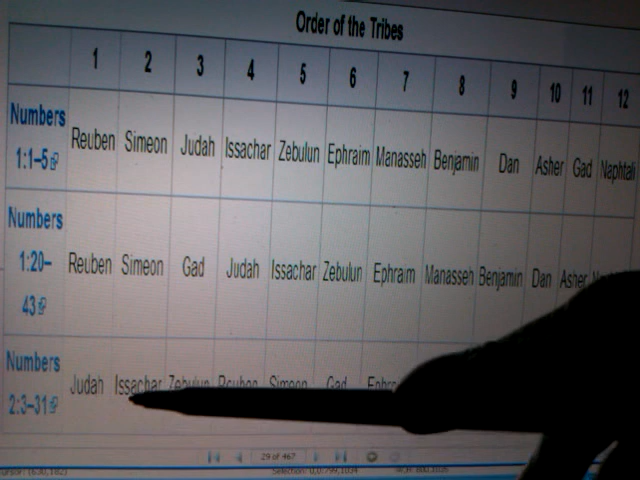 Order of the Tribes
1 2 3 4 5 6 7 8 9 10 11 12
Numbers 1:1–5 Reuben Simeon Judah Issachar Zebulun Ephraim Manasseh Benjamin Dan Asher Gad Naphtali
Numbers 1:20–43 Reuben Simeon Gad Judah Issachar Zebulun Ephraim Manasseh Benjamin Dan Asher
Numbers 2:3–31 Judah Issachar Zebulun Reuben Simeon Gad
29 of 467